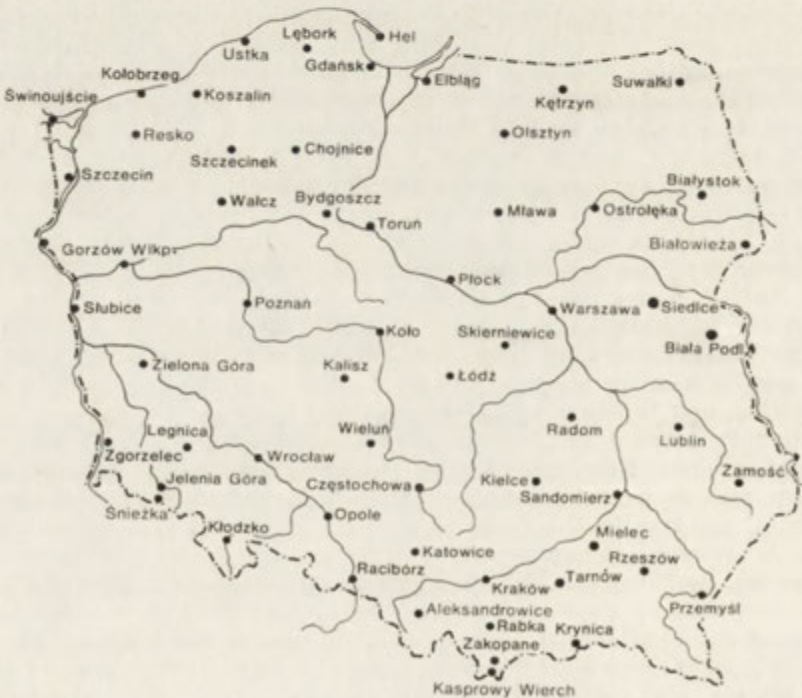 Hel
Lębork
Ustka
Gdańsk
Elbląg
Suwałki
Kołobrzeg
Koszalin
Kętrzyn
Świnoujście
Resko
Olsztyn
Szczecinek
Chojnice
Szczecin
Białystok
Wałcz
Bydgoszcz
Mława
Ostrołęka
Toruń
Białowieża
Gorzów Wlkp.
Płock
Słubice
Poznań
Warszawa
Siedlce
Koło
Skierniewice
Biała Podl.
Zielona Góra
Kalisz
Łódź
Legnica
Wieluń
Radom
Lublin
Zgorzelec
Wrocław
Jelenia Góra
Częstochowa
Kielce
Zamość
Sandomierz
Śnieżka
Opole
Kłodzko
Mielec
Katowice
Rzeszów
Racibórz
Kraków
Tarnów
Przemyśl
Aleksandrowice
Rabka
Krynica
Zakopane
Kasprowy Wierch